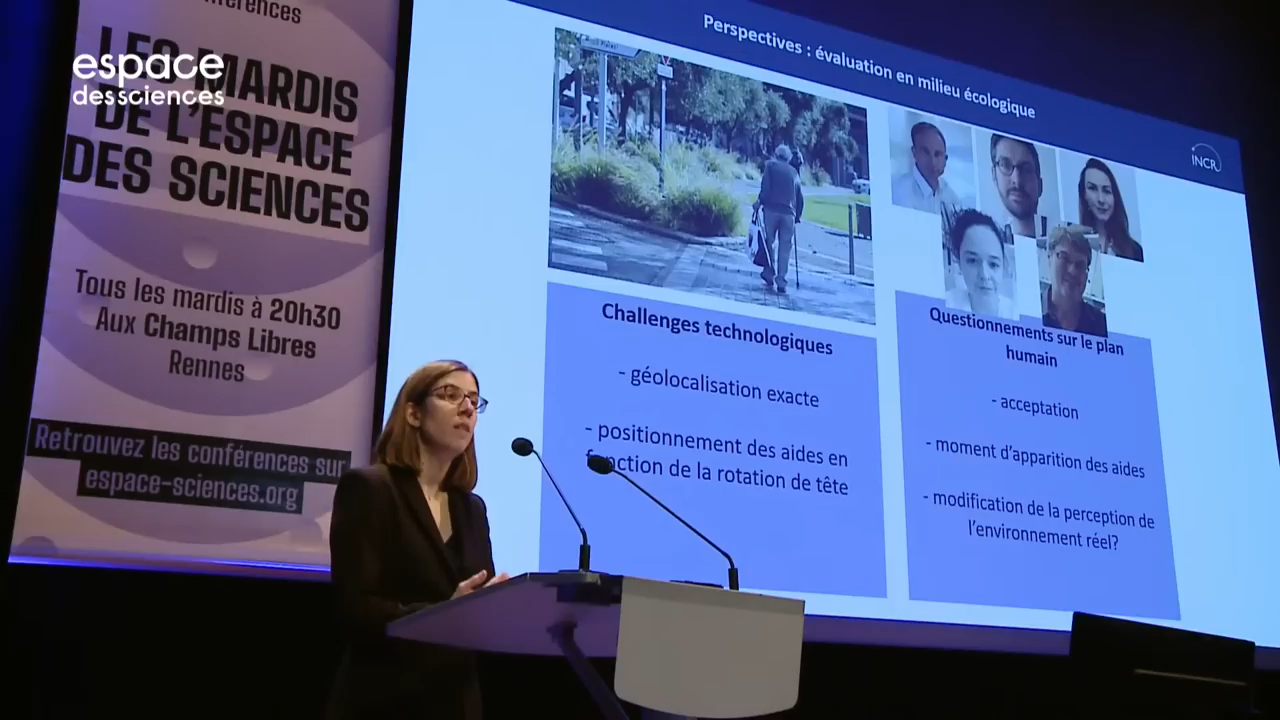 conférences
LES MARDIS
DE L'ESPACE
DES SCIENCES
Tous les mardis à 20h30
Aux Champs Libres
Rennes
Retrouvez les conférences sur
espace-sciences.org
espace
des sciences
Perspectives : évaluation en milieu écologique
INCR
Challenges technologiques
- géolocalisation exacte
- positionnement des aides en
fonction de la rotation de tête
Questionnements sur le plan
humain
- acceptation
- moment d'apparition des aides
- modification de la perception de
l'environnement réel?